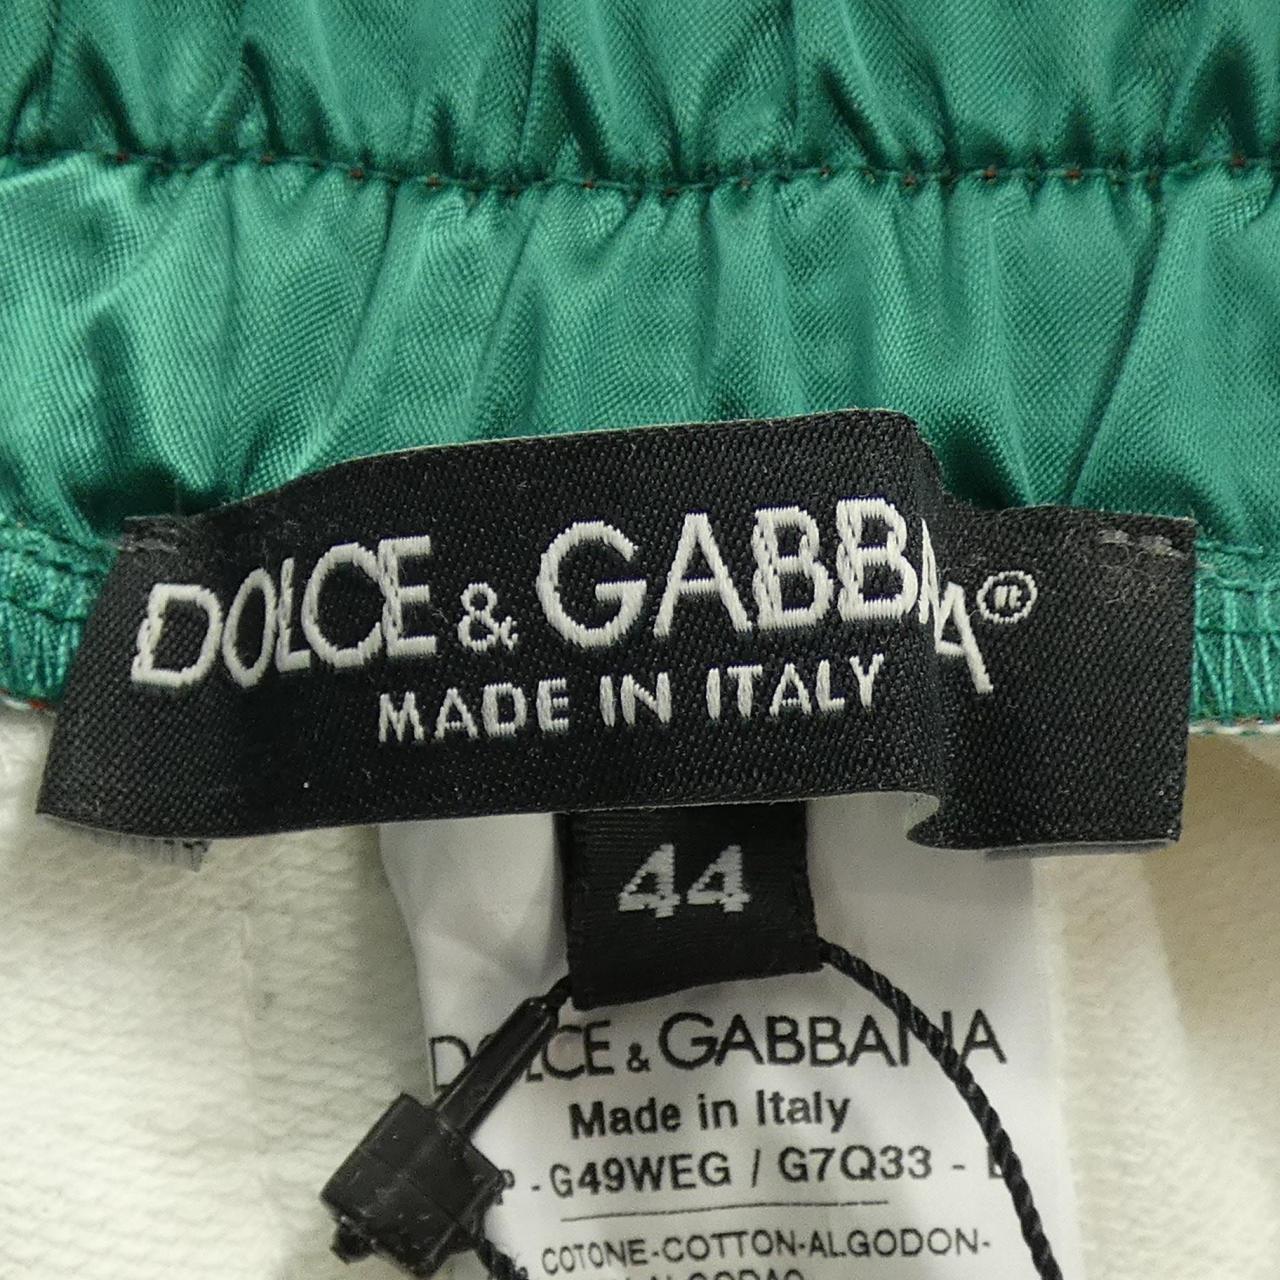 DOLCE & GABBANA®
MADE IN ITALY
44
DOLCE & GABBANA
Made in Italy
- G49WEG / G7Q33 -
COTONE-COTTON-ALGODON-